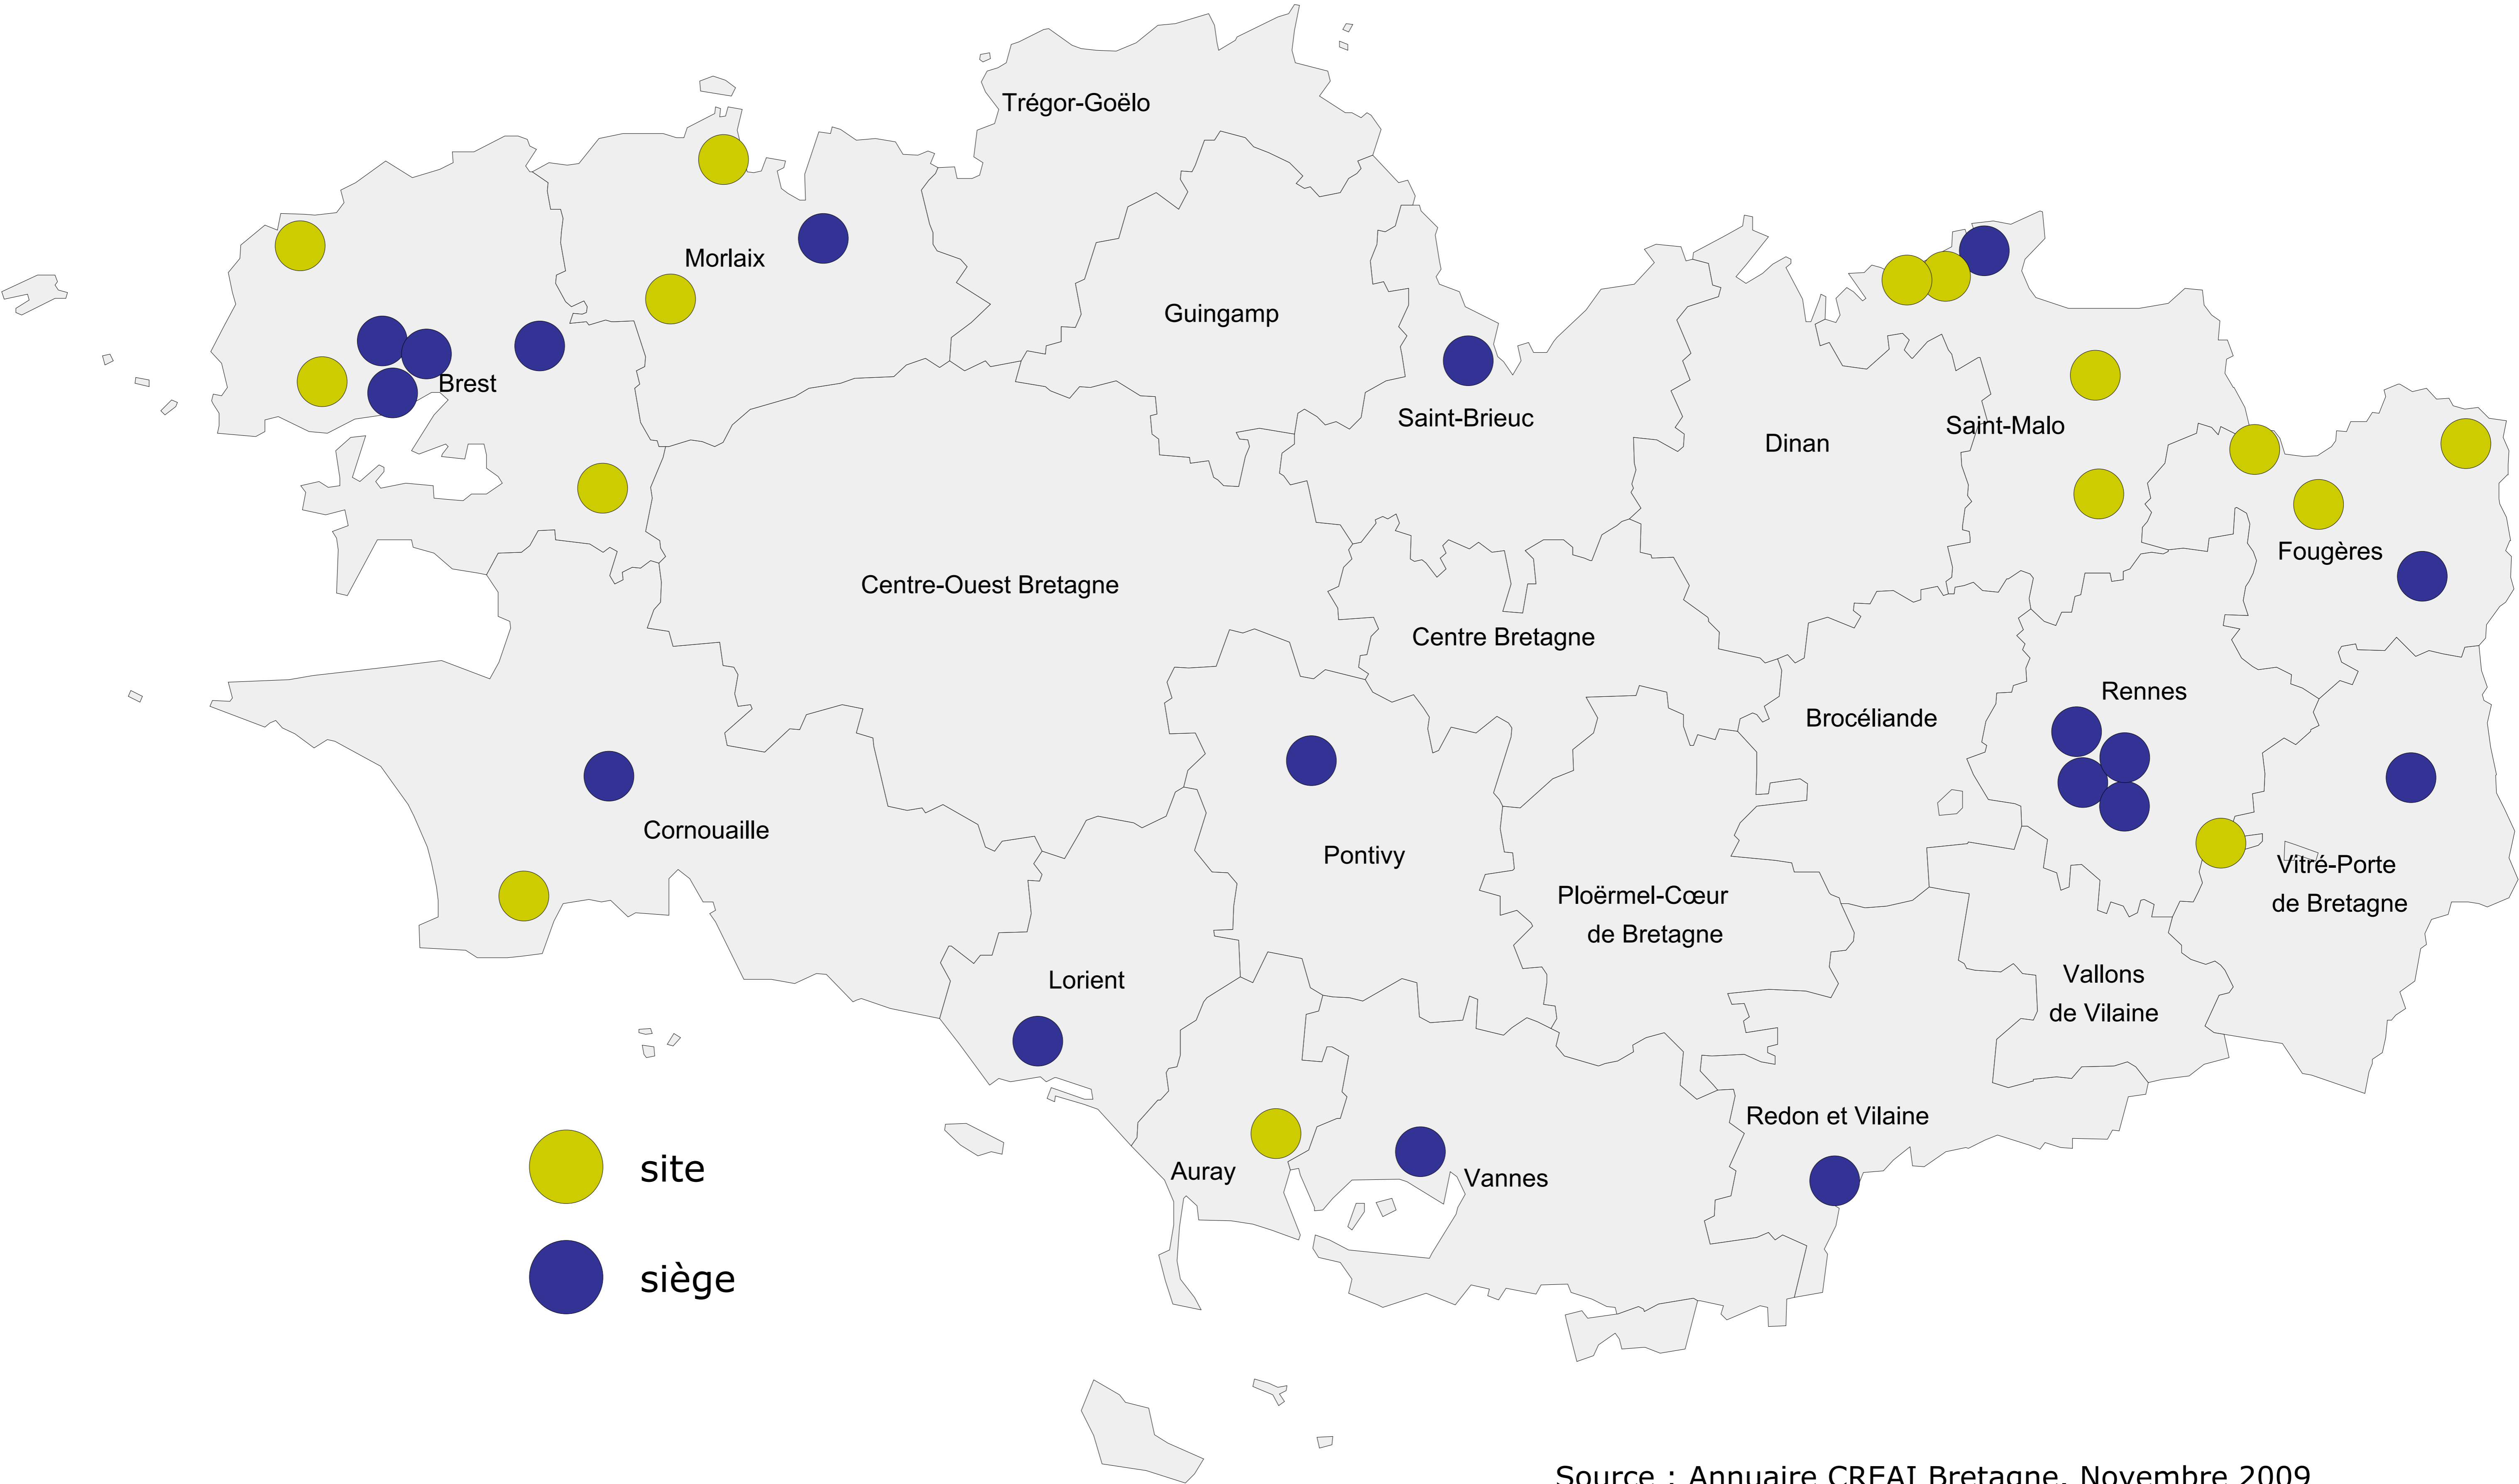 Trégor-Goëlo
Morlaix
Guingamp
Brest
Saint-Brieuc
Dinan
Saint-Malo
Fougères
Centre-Ouest Bretagne
Centre Bretagne
Rennes
Brocéliande
Cornouaille
Pontivy
Vitré-Porte
de Bretagne
Ploërmel-Cœur
de Bretagne
Lorient
Vallons
de Vilaine
Redon et Vilaine
Auray
Vannes
site
siège
Source : Annuaire CREAI Bretagne, Novembre 2009